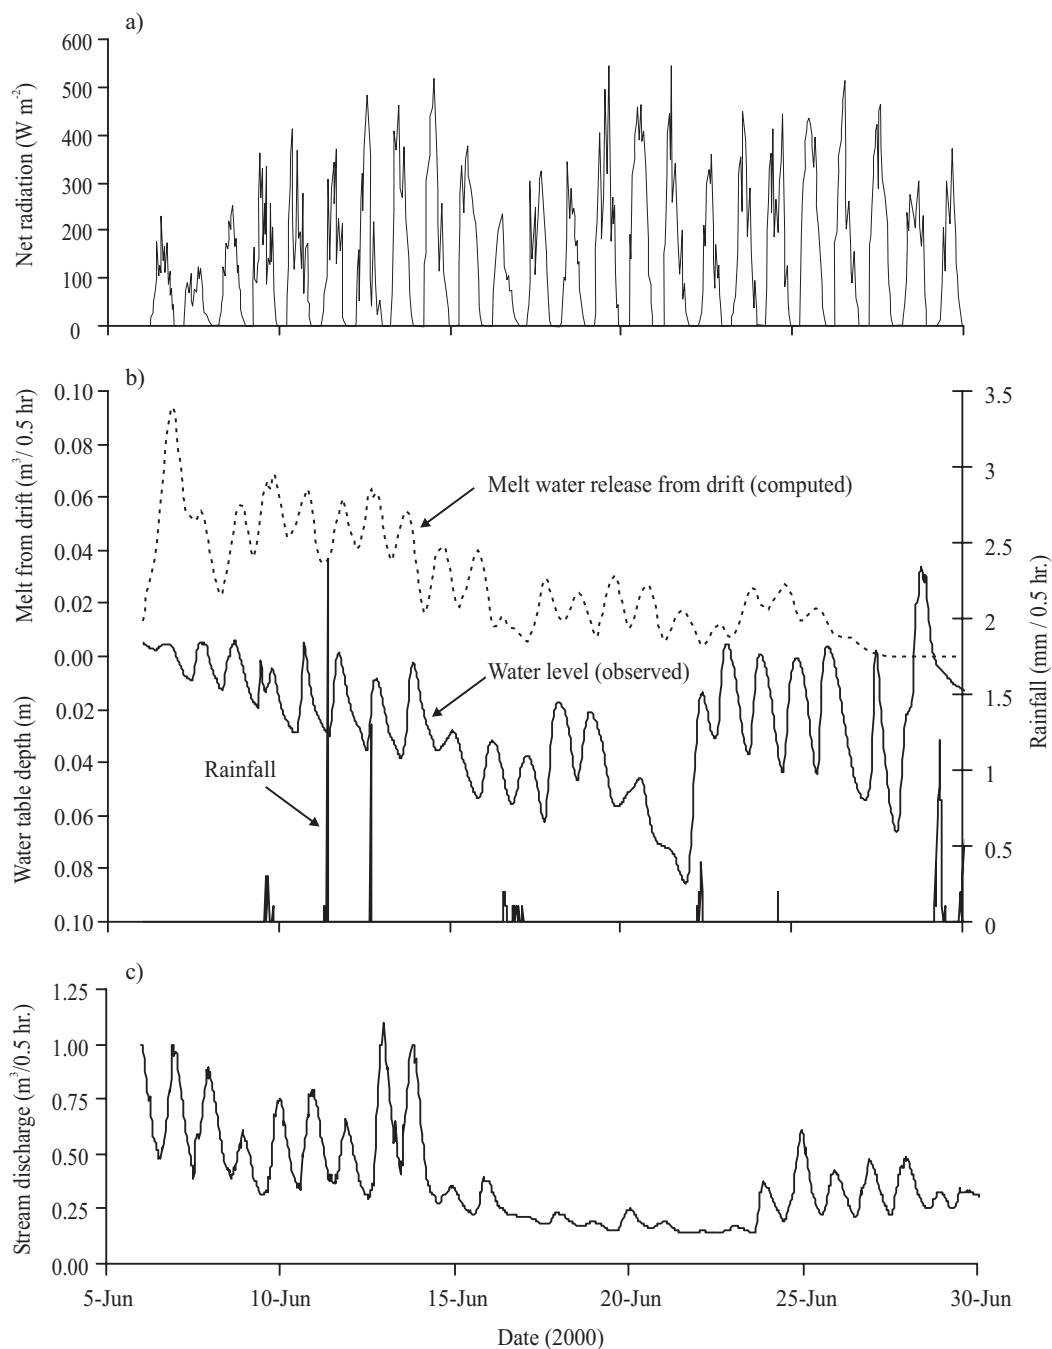 a)
Net radiation (W m-2)
600
500
400
300
200
100
0
b)
Melt from drift (m3/ 0.5 hr)
Water table depth (m)
0.10
0.08
0.06
0.04
0.02
0.00
0.02
0.04
0.06
0.08
0.10
Melt water release from drift (computed)
Water level (observed)
Rainfall
3.5
3
2.5
2
1.5
1
0.5
0
Rainfall (mm / 0.5 hr.)
c)
Stream discharge (m3/0.5 hr.)
1.25
1.00
0.75
0.50
0.25
0.00
5-Jun 10-Jun 15-Jun 20-Jun 25-Jun 30-Jun
Date (2000)